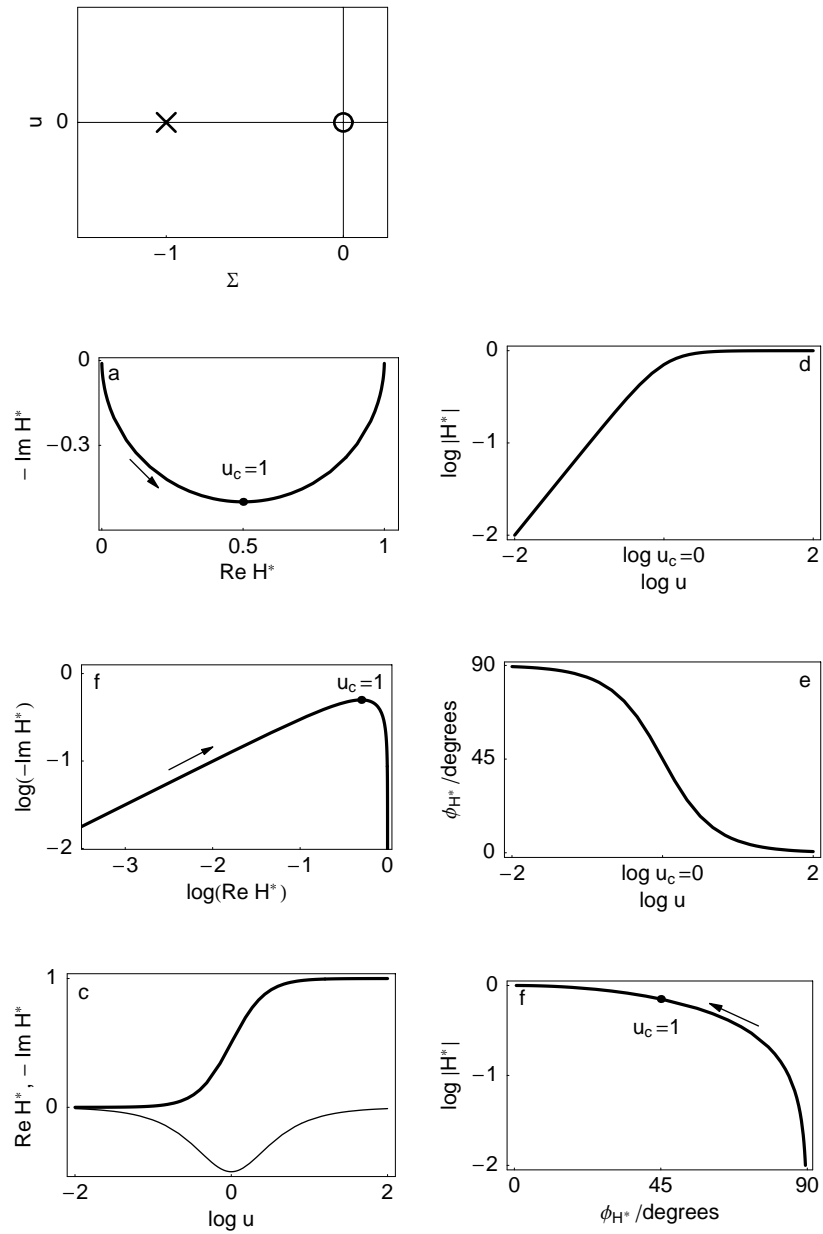 u
0
−1
0
Σ
0
a
− Im H*
−0.3
u_c=1
0
0.5
1
Re H*
0
d
log |H*|
−1
−2
−2
log u_c=0
2
log u
0
f
u_c=1
log(−Im H*)
−1
−2
−3
−2
−1
0
log(Re H*)
90
e
ϕ_H* /degrees
45
0
−2
log u_c=0
2
log u
1
c
Re H*, − Im H*
0
−2
0
2
log u
0
f
u_c=1
log |H*|
−1
−2
0
45
90
ϕ_H* /degrees